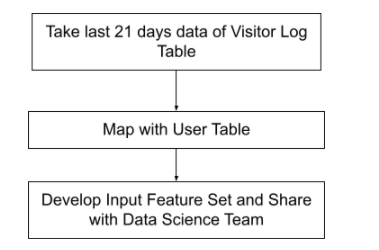 Take last 21 days data of Visitor Log
Table
Map with User Table
Develop Input Feature Set and Share
with Data Science Team